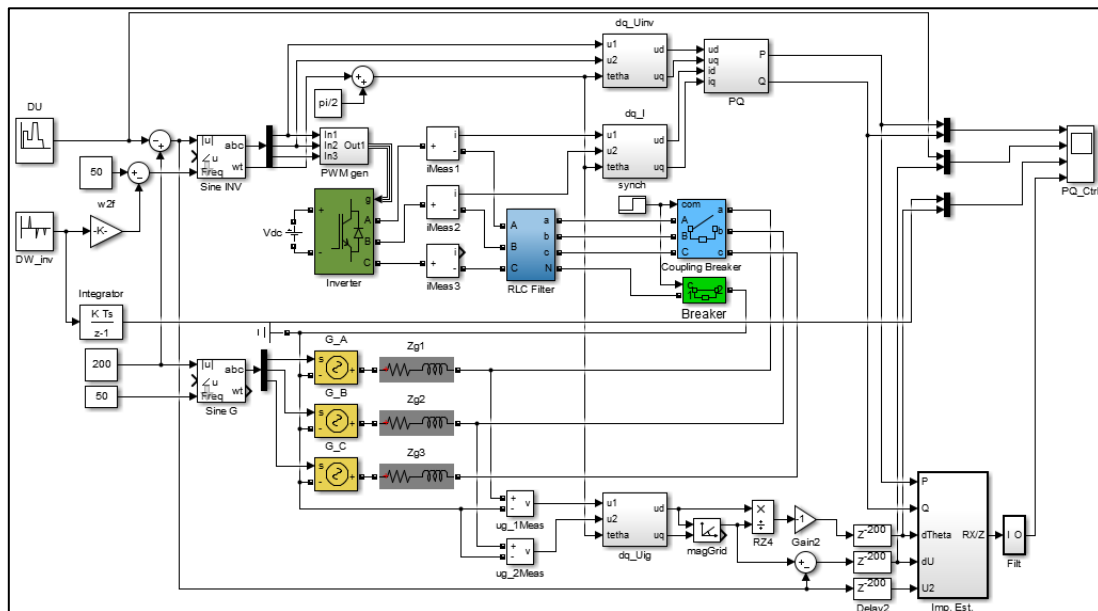 dq_Uinv
u1
u2
tetha
ud
uq
ud
uq
id
iq
P
Q
PQ
DU
pi/2
dq_I
u1
u2
tetha
ud
uq
|u|
u
Freq
abc
wt
Sine INV
In1
In2
In3
Out1
PWM gen
i
-
iMeas1
50
w2f
synch
PQ_Ctrl
DW_inv
-K-
Vdc
+
-
g
A
B
C
Inverter
i
-
iMeas2
i
-
iMeas3
A
B
C
a
b
c
N
RLC Filter
com
A
B
C
a
b
c
Coupling Breaker
c
1
2
Breaker
Integrator
K Ts
z-1
200
50
|u|
u
Freq
abc
wt
Sine G
G_A
s
-
+
Zg1
G_B
s
-
+
Zg2
G_C
s
-
+
Zg3
+
-
v
ug_1Meas
+
-
v
ug_2Meas
u1
u2
tetha
ud
uq
dq_Uig
magGrid
×
÷
RZ4
-1
Gain2
Z-200
Z-200
Z-200
Delay2
P
Q
dTheta
dU
U2
RX/Z
Imp. Est.
I O
Filt